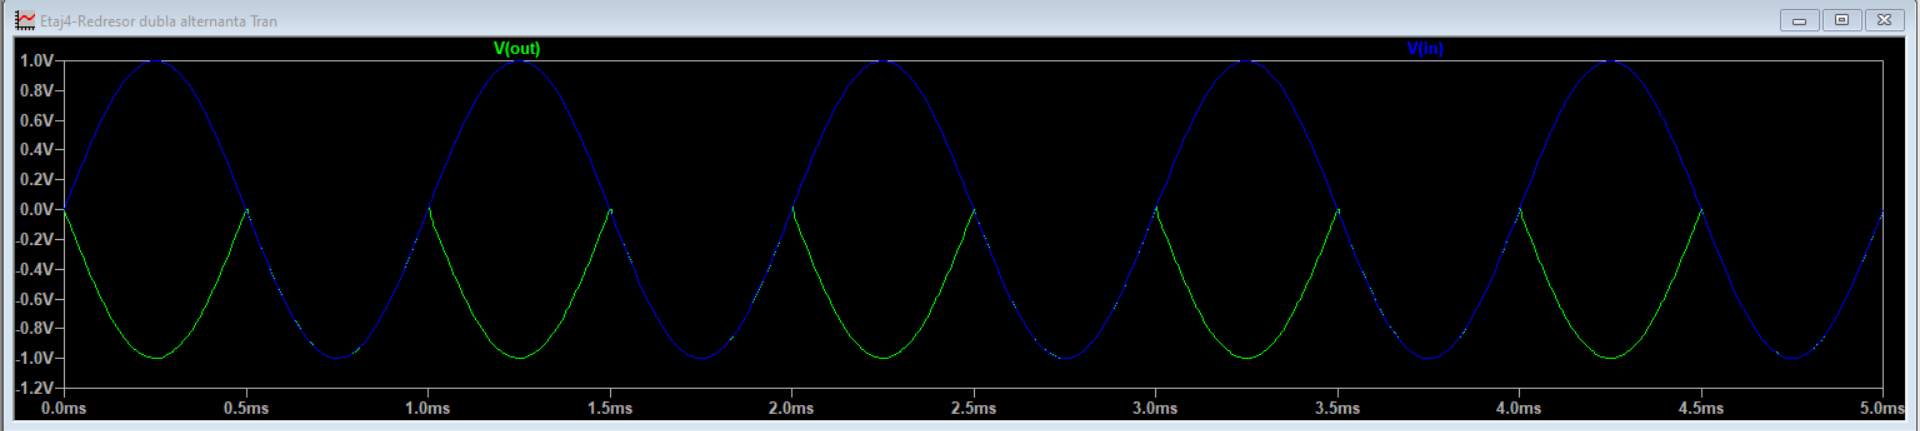 Etaj4-Redresor dubla alternanta Tran
V(out) V(in)
1.0V
0.8V
0.6V
0.4V
0.2V
0.0V
-0.2V
-0.4V
-0.6V
-0.8V
-1.0V
-1.2V
0.0ms 0.5ms 1.0ms 1.5ms 2.0ms 2.5ms 3.0ms 3.5ms 4.0ms 4.5ms 5.0ms